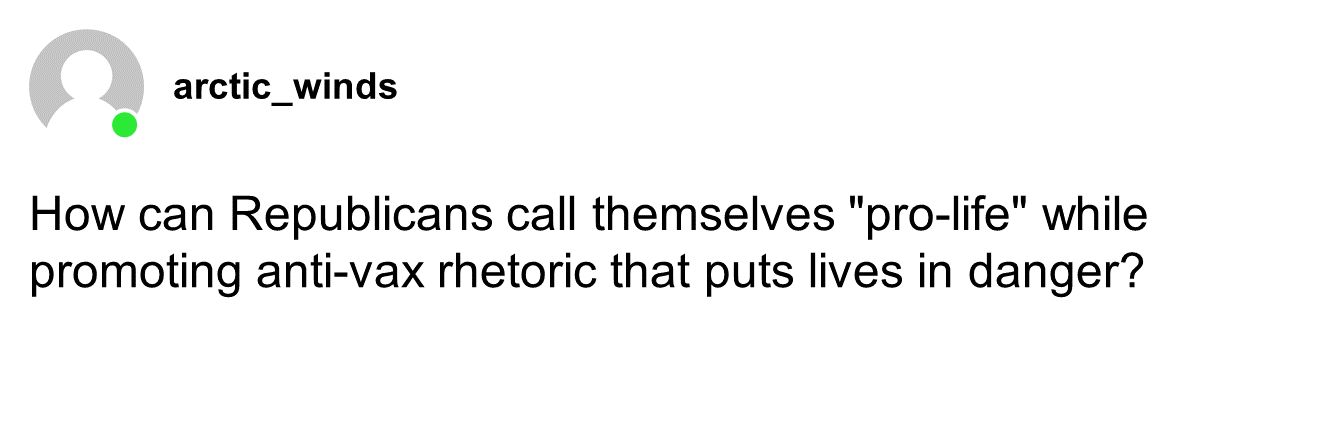 arctic_winds
How can Republicans call themselves "pro-life" while
promoting anti-vax rhetoric that puts lives in danger?